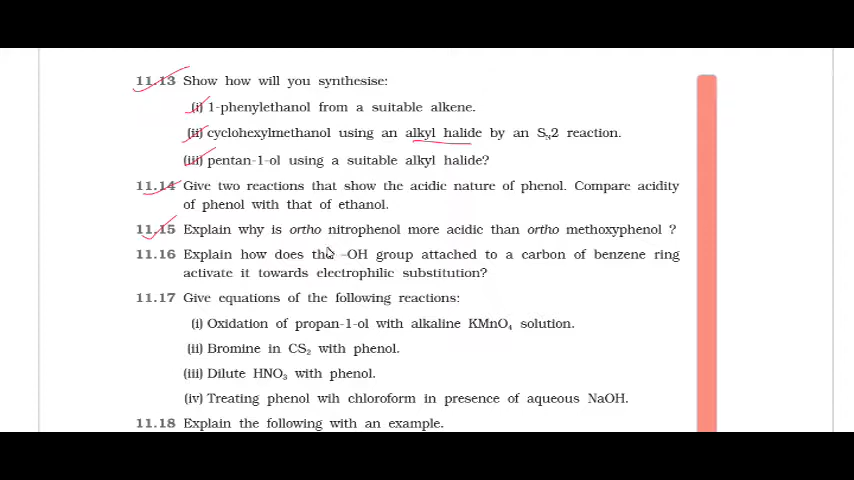 11.13 Show how will you synthesise:
(i) 1-phenylethanol from a suitable alkene.
(ii) cyclohexylmethanol using an alkyl halide by an SN2 reaction.
(iii) pentan-1-ol using a suitable alkyl halide?
11.14 Give two reactions that show the acidic nature of phenol. Compare acidity
of phenol with that of ethanol.
11.15 Explain why is ortho nitrophenol more acidic than ortho methoxyphenol ?
11.16 Explain how does the –OH group attached to a carbon of benzene ring
activate it towards electrophilic substitution?
11.17 Give equations of the following reactions:
(i) Oxidation of propan-1-ol with alkaline KMnO4 solution.
(ii) Bromine in CS2 with phenol.
(iii) Dilute HNO3 with phenol.
(iv) Treating phenol wih chloroform in presence of aqueous NaOH.
11.18 Explain the following with an example.